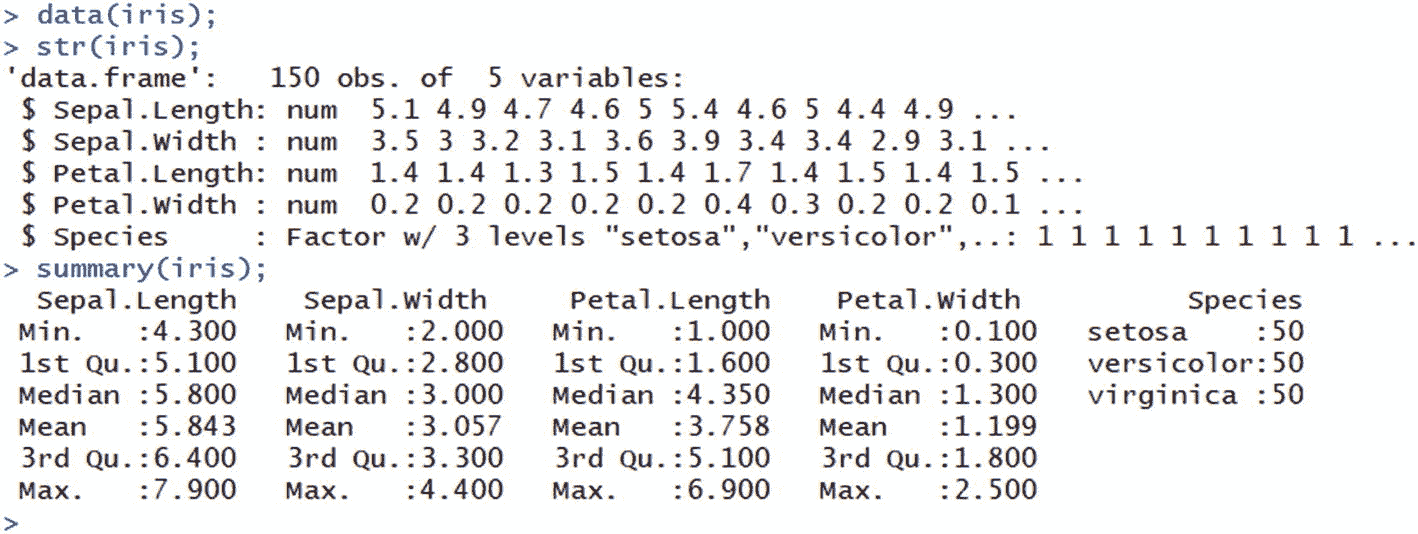 > data(iris);
> str(iris);
'data.frame':   150 obs. of  5 variables:
 $ Sepal.Length: num  5.1 4.9 4.7 4.6 5 5.4 4.6 5 4.4 4.9 ...
 $ Sepal.Width : num  3.5 3 3.2 3.1 3.6 3.9 3.4 3.4 2.9 3.1 ...
 $ Petal.Length: num  1.4 1.4 1.3 1.5 1.4 1.7 1.4 1.5 1.4 1.5 ...
 $ Petal.Width : num  0.2 0.2 0.2 0.2 0.2 0.4 0.3 0.2 0.2 0.1 ...
 $ Species     : Factor w/ 3 levels "setosa","versicolor",..: 1 1 1 1 1 1 1 1 1 1 ...
> summary(iris);
  Sepal.Length    Sepal.Width     Petal.Length    Petal.Width          Species
 Min.   :4.300   Min.   :2.000   Min.   :1.000   Min.   :0.100   setosa    :50
 1st Qu.:5.100   1st Qu.:2.800   1st Qu.:1.600   1st Qu.:0.300   versicolor:50
 Median :5.800   Median :3.000   Median :4.350   Median :1.300   virginica :50
 Mean   :5.843   Mean   :3.057   Mean   :3.758   Mean   :1.199
 3rd Qu.:6.400   3rd Qu.:3.300   3rd Qu.:5.100   3rd Qu.:1.800
 Max.   :7.900   Max.   :4.400   Max.   :6.900   Max.   :2.500
>